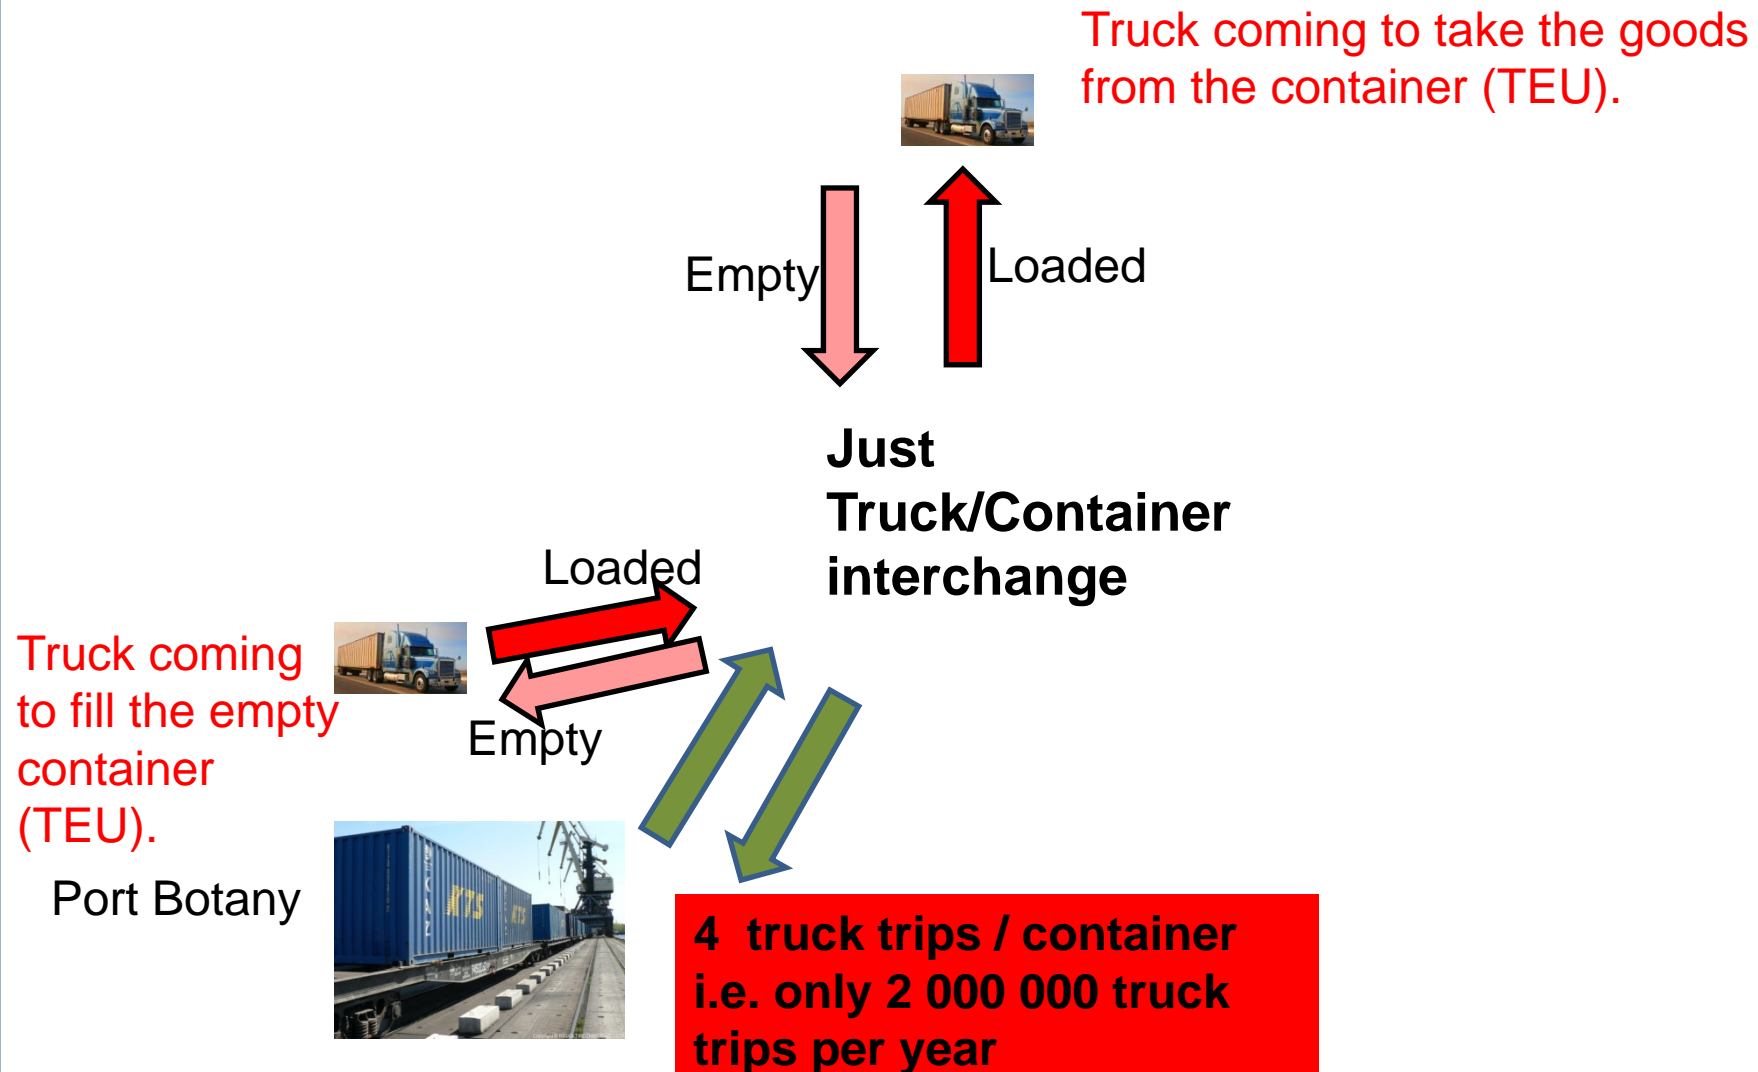 Truck coming to take the goods
from the container (TEU).
Empty
Loaded
Just
Truck/Container
interchange
Loaded
Truck coming
to fill the empty
container
(TEU).
Empty
Port Botany
KTS
KTS
4 truck trips / container
i.e. only 2 000 000 truck
trips per year